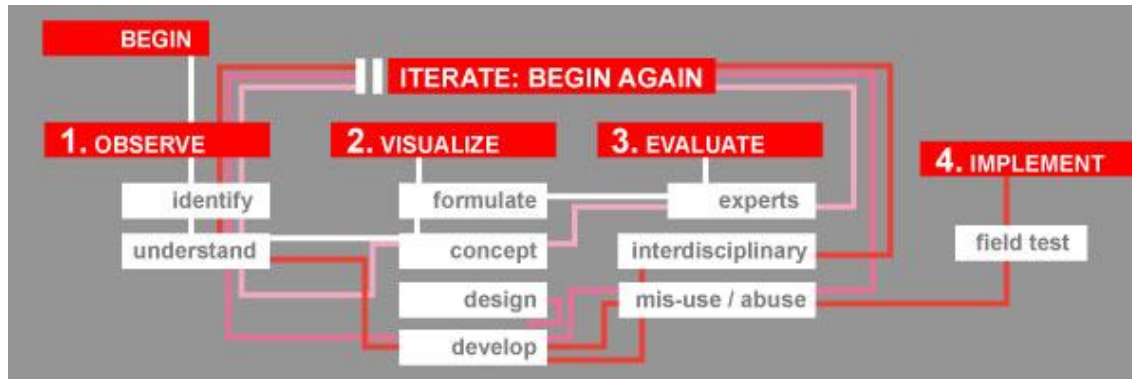 BEGIN
ITERATE: BEGIN AGAIN
1. OBSERVE
2. VISUALIZE
3. EVALUATE
4. IMPLEMENT
identify
formulate
experts
understand
concept
interdisciplinary
field test
design
mis-use / abuse
develop